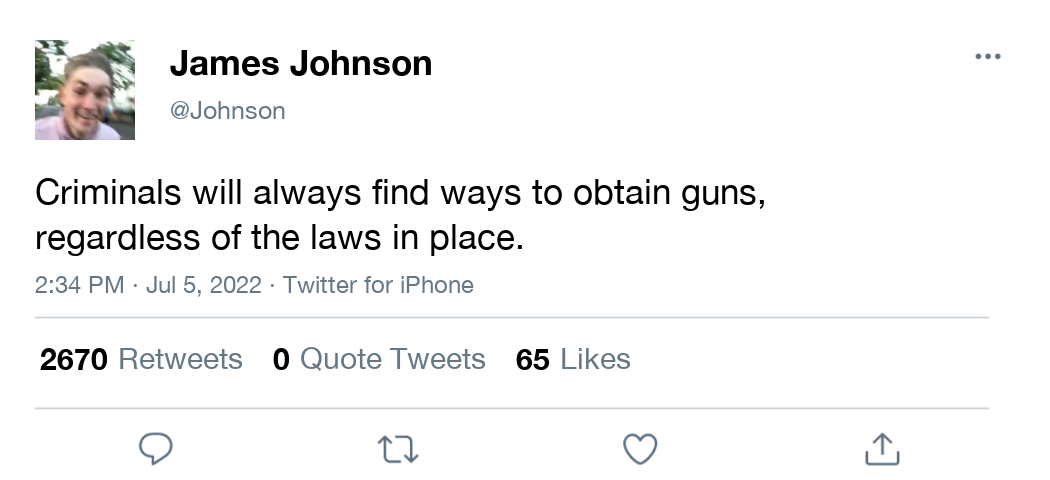 James Johnson
@Johnson
Criminals will always find ways to obtain guns,
regardless of the laws in place.
2:34 PM · Jul 5, 2022 · Twitter for iPhone
2670 Retweets 0 Quote Tweets 65 Likes